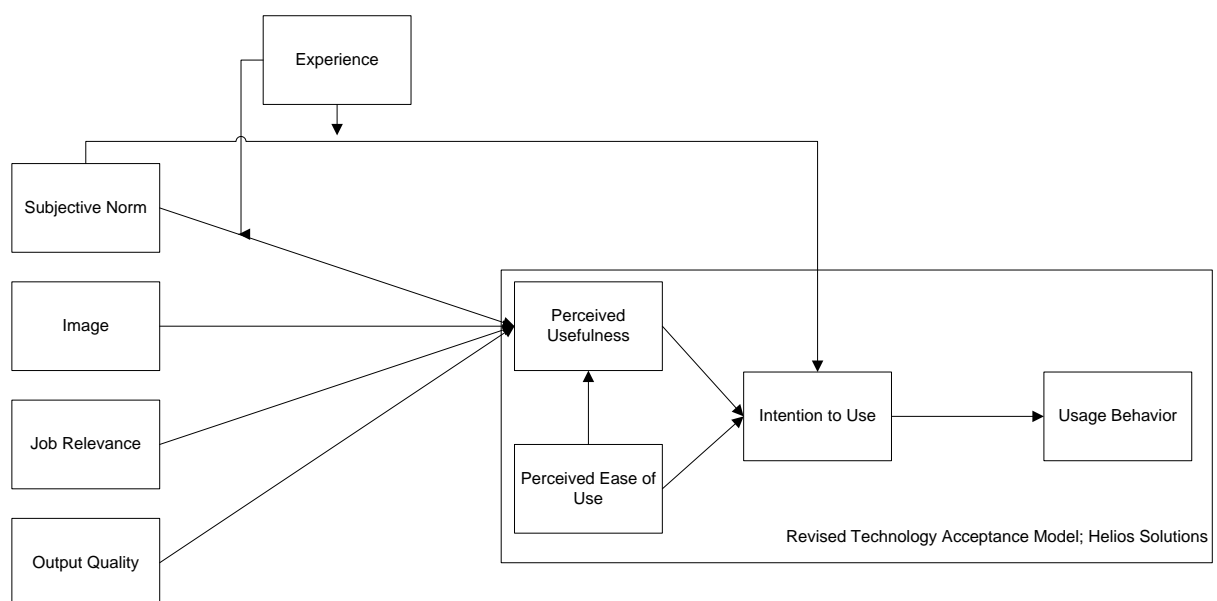 Experience
Subjective Norm
Image
Perceived
Usefulness
Job Relevance
Intention to Use
Usage Behavior
Perceived Ease of
Use
Output Quality
Revised Technology Acceptance Model; Helios Solutions